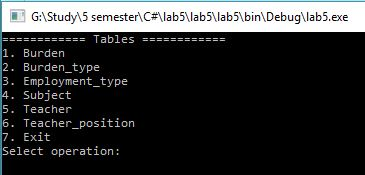 G:\Study\5 semester\C#\lab5\lab5\lab5\bin\Debug\lab5.exe
============ Tables ============
1. Burden
2. Burden_type
3. Employment_type
4. Subject
5. Teacher
6. Teacher_position
7. Exit
Select operation: